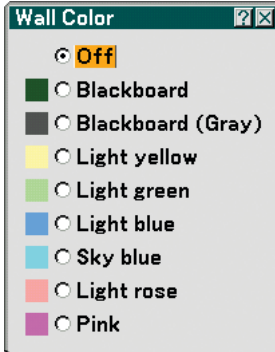 Wall Color ? X
Off
Blackboard
Blackboard (Gray)
Light yellow
Light green
Light blue
Sky blue
Light rose
Pink